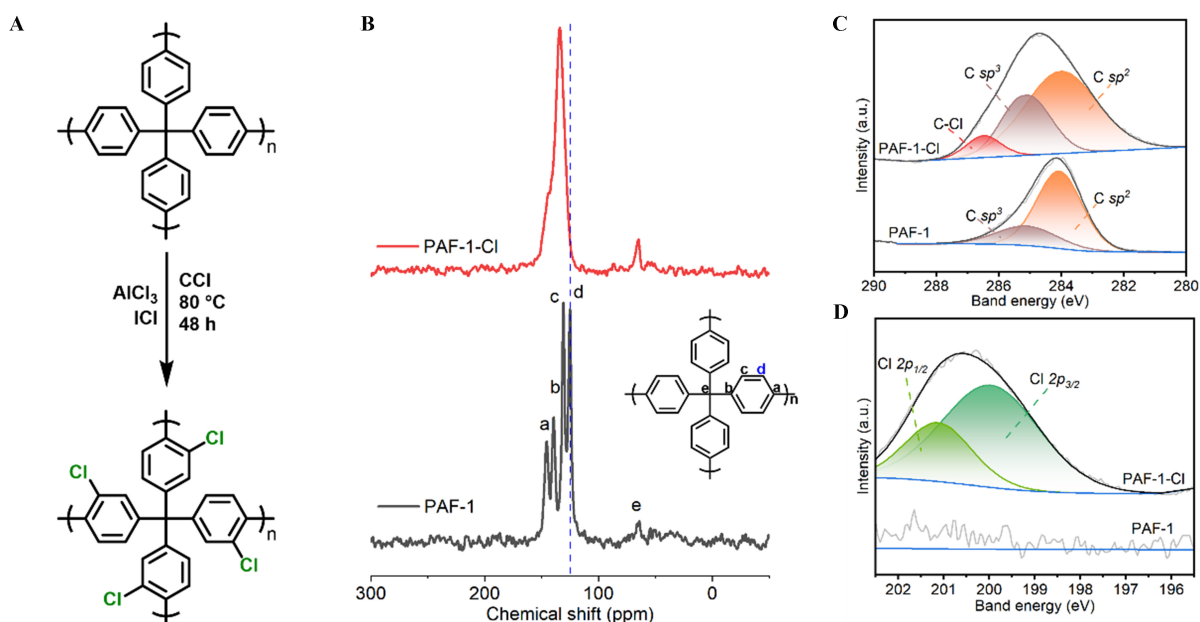 A
n
AlCl3
ICl
CCl
80 °C
48 h
Cl
Cl
Cl
Cl
n
B
PAF-1-Cl
c
d
b
a
PAF-1
e
c
d
e
b
a
n
300
200
100
0
Chemical shift (ppm)
C
Intensity (a.u.)
C sp3
C sp2
C-Cl
PAF-1-Cl
C sp3
C sp2
PAF-1
290
288
286
284
282
280
Band energy (eV)
D
Intensity (a.u.)
Cl 2p1/2
Cl 2p3/2
PAF-1-Cl
PAF-1
202
201
200
199
198
197
196
Band energy (eV)